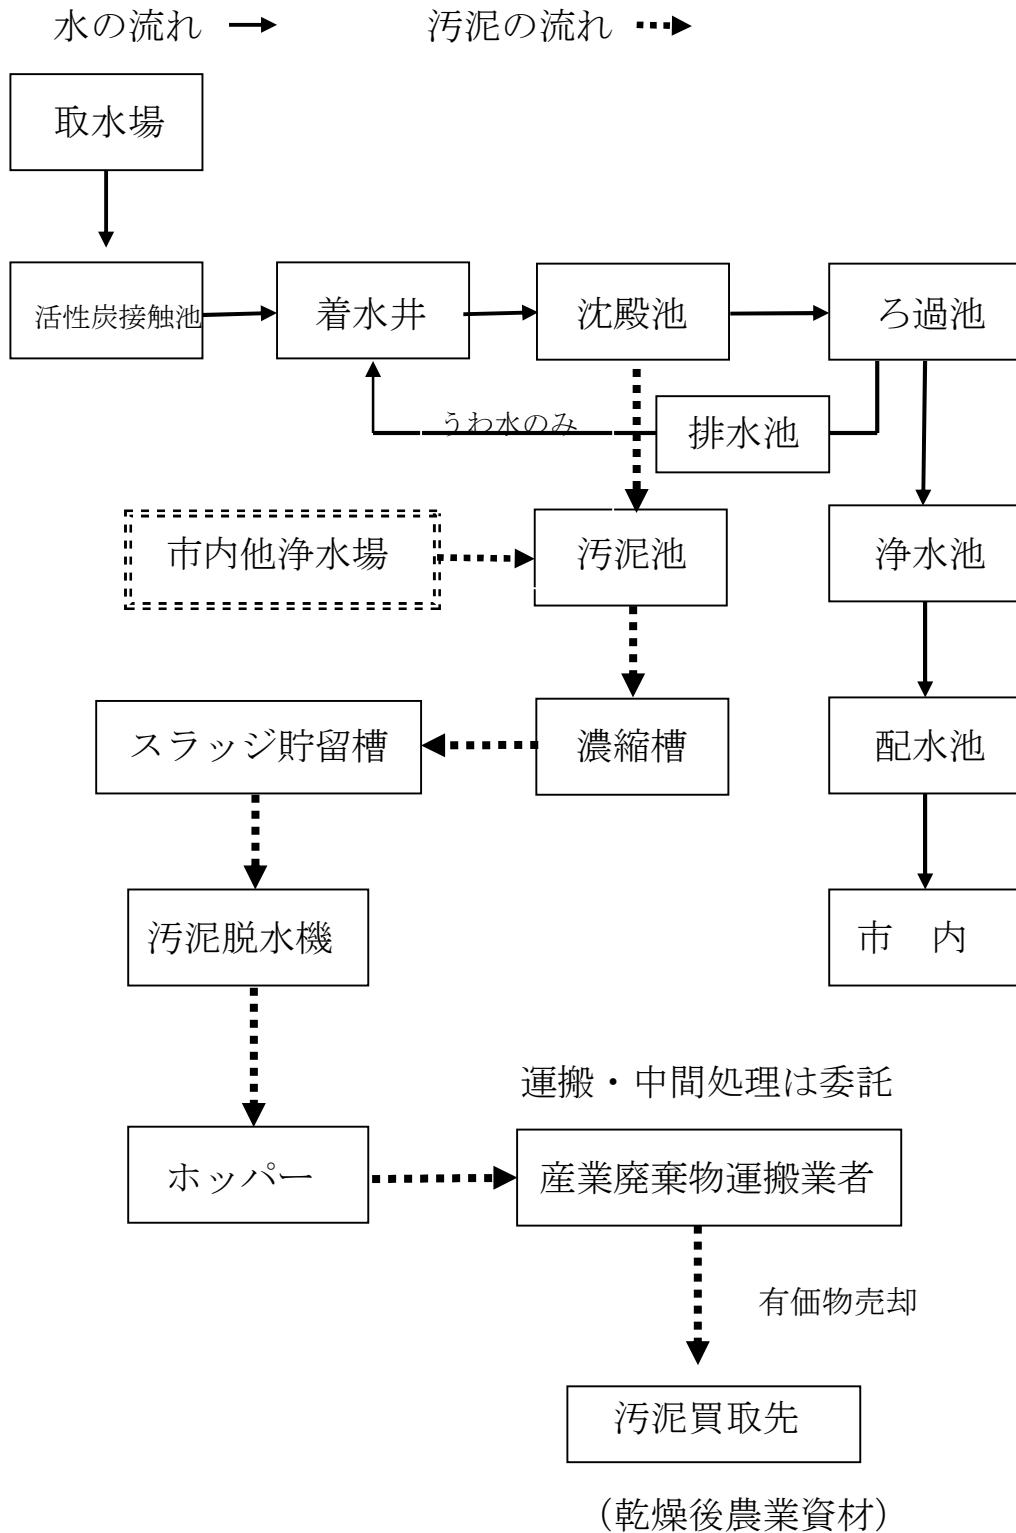 水の流れ
汚泥の流れ
取水場
活性炭接触池
着水井
沈殿池
ろ過池
うわ水のみ
排水池
市内他浄水場
汚泥池
浄水池
スラッジ貯留槽
濃縮槽
配水池
汚泥脱水機
市　内
運搬・中間処理は委託
ホッパー
産業廃棄物運搬業者
有価物売却
汚泥買取先
（乾燥後農業資材）